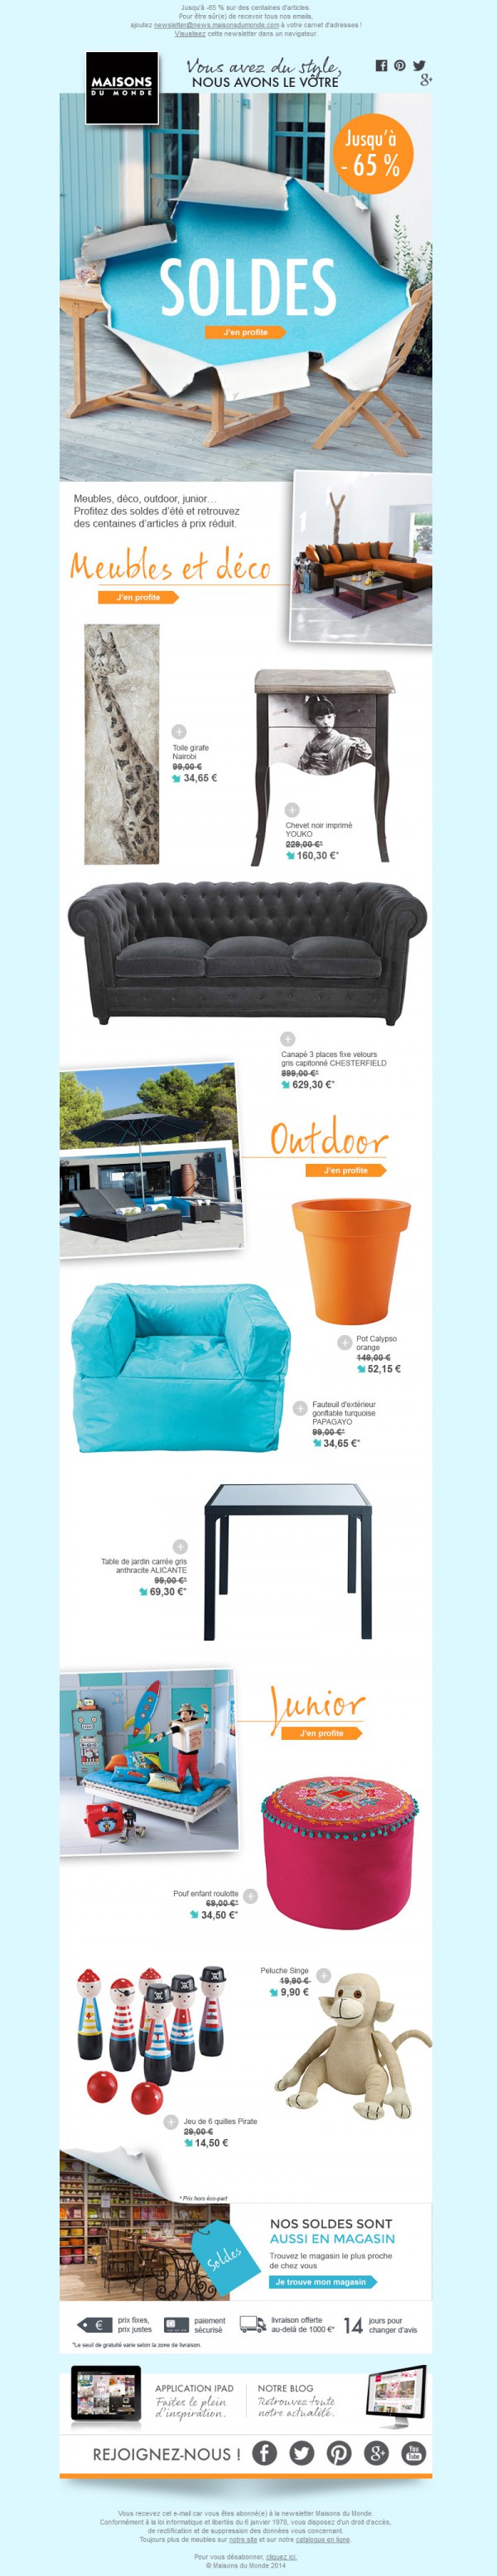 Jusqu'à -65 % sur des centaines d'articles.
Pour être sûr(e) de recevoir tous nos emails,
ajoutez newsletter@news.maisonsdumonde.com à votre carnet d'adresses !
Visualisez cette newsletter dans un navigateur.
MAISONS
DU MONDE
Vous avez du style,
NOUS AVONS LE VÔTRE
Jusqu'à
- 65 %
SOLDES
J'en profite
Meubles, déco, outdoor, junior...
Profitez des soldes d'été et retrouvez
des centaines d'articles à prix réduit.
Meubles et déco
J'en profite
Toile girafe
Nairobi
99,00 €
34,65 €
Chevet noir imprimé
YOUKO
229,00 €*
160,30 €*
Canapé 3 places fixe velours
gris capitonné CHESTERFIELD
899,00 €*
629,30 €*
Outdoor
J'en profite
Pot Calypso
orange
149,00 €
52,15 €
Fauteuil d'extérieur
gonflable turquoise
PAPAGAYO
99,00 €*
34,65 €*
Table de jardin carrée gris
anthracite ALICANTE
99,00 €*
69,30 €*
Junior
J'en profite
Pouf enfant roulotte
69,00 €*
34,50 €*
Peluche Singe
19,90 €
9,90 €
Jeu de 6 quilles Pirate
29,00 €
14,50 €
* Prix hors éco-part
Soldes
NOS SOLDES SONT
AUSSI EN MAGASIN
Trouvez le magasin le plus proche
de chez vous
Je trouve mon magasin
€
prix fixes,
prix justes
paiement
sécurisé
livraison offerte
au-delà de 1000 €*
14
jours pour
changer d'avis
*Le seuil de gratuité varie selon la zone de livraison.
APPLICATION IPAD
Faites le plein
d'inspiration.
NOTRE BLOG
Retrouvez toute
notre actualité.
REJOIGNEZ-NOUS !
You
Tube
Vous recevez cet e-mail car vous êtes abonné(e) à la newsletter Maisons du Monde.
Conformément à la loi informatique et libertés du 6 janvier 1978, vous disposez d'un droit d'accès,
de rectification et de suppression des données vous concernant.
Toujours plus de meubles sur notre site et sur notre catalogue en ligne.
Pour vous désabonner, cliquez ici.
© Maisons du Monde 2014